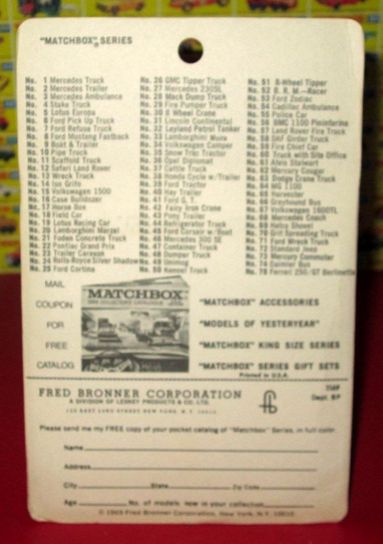 "MATCHBOX" SERIES
No. 1 Mercedes Truck
No. 2 Mercedes Trailer
No. 3 Mercedes Ambulance
No. 4 Stake Truck
No. 5 Lotus Europa
No. 6 Ford Pick Up Truck
No. 7 Ford Refuse Truck
No. 8 Ford Mustang Fastback
No. 9 Boat & Trailer
No. 10 Pipe Truck
No. 11 Scaffold Truck
No. 12 Safari Land Rover
No. 13 Wreck Truck
No. 14 Iso Grifo
No. 15 Volkswagen 1500
No. 16 Case Bulldozer
No. 17 Horse Box
No. 18 Field Car
No. 19 Lotus Racing Car
No. 20 Lamborghini Marzal
No. 21 Foden Concrete Truck
No. 22 Pontiac Grand Prix
No. 23 Trailer Caravan
No. 24 Rolls-Royce Silver Shadow
No. 25 Ford Cortina
No. 26 GMC Tipper Truck
No. 27 Mercedes 230SL
No. 28 Mack Dump Truck
No. 29 Fire Pumper Truck
No. 30 8 Wheel Crane
No. 31 Lincoln Continental
No. 32 Leyland Petrol Tanker
No. 33 Lamborghini Miura
No. 34 Volkswagen Camper
No. 35 Snow Trac Tractor
No. 36 Opel Diplomat
No. 37 Cattle Truck
No. 38 Honda Cycle w/Trailer
No. 39 Ford Tractor
No. 40 Hay Trailer
No. 41 Ford G. T.
No. 42 Fairy Iron Crane
No. 43 Pony Trailer
No. 44 Refrigerator Truck
No. 45 Ford Corsair w/Boat
No. 46 Mercedes 300 SE
No. 47 Container Truck
No. 48 Dumper Truck
No. 49 Unimog
No. 50 Kennel Truck
No. 51 8-Wheel Tipper
No. 52 B. R. M.—Racer
No. 53 Ford Zodiac
No. 54 Cadillac Ambulance
No. 55 Police Car
No. 56 BMC 1100 Pininfarina
No. 57 Land Rover Fire Truck
No. 58 DAF Girder Truck
No. 59 Fire Chief Car
No. 60 Truck with Site Office
No. 61 Alvis Stalwart
No. 62 Mercury Cougar
No. 63 Dodge Crane Truck
No. 64 MG 1100
No. 65 Harvester
No. 66 Greyhound Bus
No. 67 Volkswagen 1600TL
No. 68 Mercedes Coach
No. 69 Hatra Shovel
No. 70 Grit Spreading Truck
No. 71 Ford Wreck Truck
No. 72 Standard Jeep
No. 73 Mercury Commuter
No. 74 Daimler Bus
No. 75 Ferrari 250/GT Berlinetta
MAIL
COUPON
FOR
FREE
CATALOG
MATCHBOX
"MATCHBOX" ACCESSORIES
"MODELS OF YESTERYEAR"
"MATCHBOX" KING SIZE SERIES
"MATCHBOX" SERIES GIFT SETS
Printed in U.S.A.
FRED BRONNER CORPORATION
A DIVISION OF LESNEY PRODUCTS & CO. LTD.
Dept. BP
Please send me my FREE copy of your pocket catalog of "Matchbox" Series, in full color.
Name
Address
City State Zip Code
Age No. of models now in your collection
© 1969 Fred Bronner Corporation, New York, N.Y. 10010